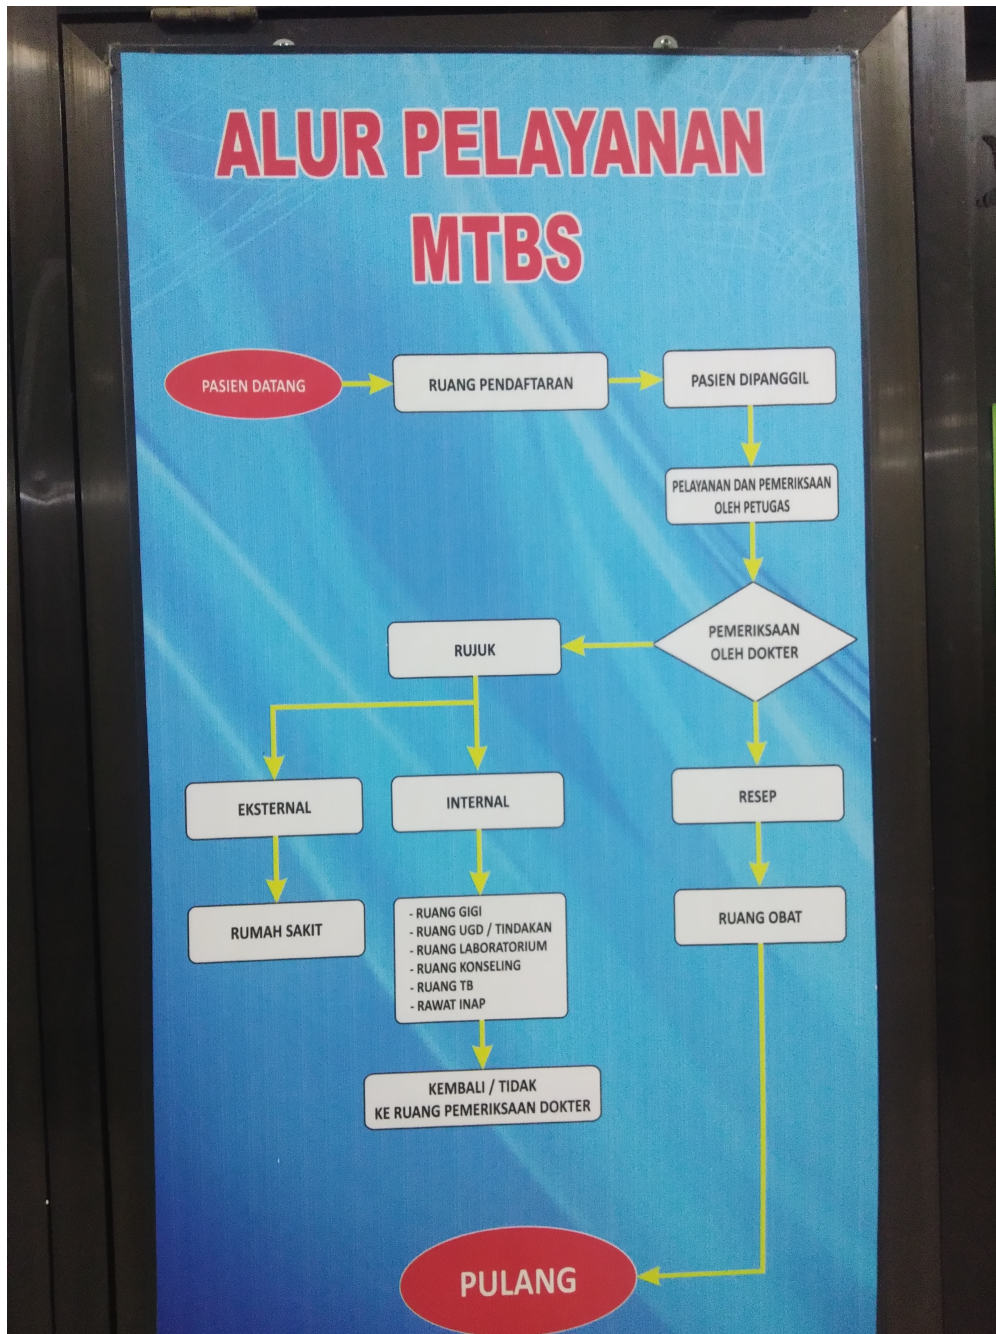 ALUR PELAYANAN
MTBS
PASIEN DATANG
RUANG PENDAFTARAN
PASIEN DIPANGGIL
PELAYANAN DAN PEMERIKSAAN
OLEH PETUGAS
PEMERIKSAAN
OLEH DOKTER
RUJUK
EKSTERNAL
INTERNAL
RESEP
RUMAH SAKIT
- RUANG GIGI
- RUANG UGD / TINDAKAN
- RUANG LABORATORIUM
- RUANG KONSELING
- RUANG TB
- RAWAT INAP
RUANG OBAT
KEMBALI / TIDAK
KE RUANG PEMERIKSAAN DOKTER
PULANG